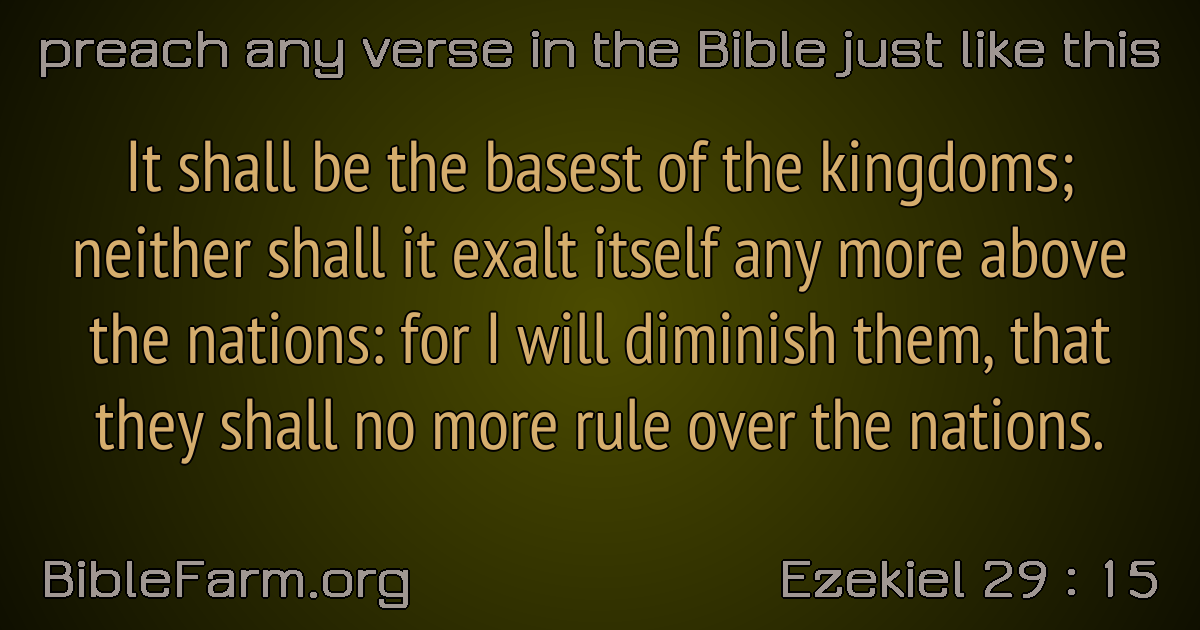 preach any verse in the Bible just like this
It shall be the basest of the kingdoms;
neither shall it exalt itself any more above
the nations: for I will diminish them, that
they shall no more rule over the nations.
BibleFarm.org
Ezekiel 29 : 15